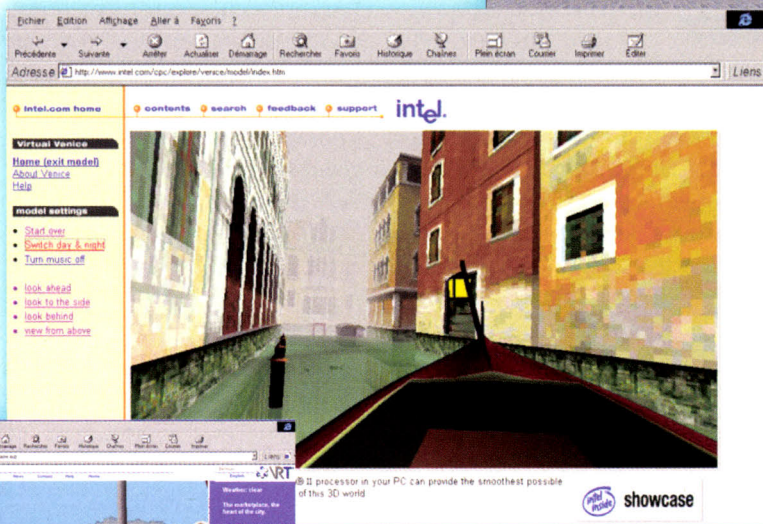 Fichier Edition Affichage Aller à Favoris ?
Précédente Suivante Arrêter Actualiser Démarrage Rechercher Favoris Historique Chaînes Plein écran Courrier Imprimer Editer
Adresse http://www.intel.com/cpc/explore/venice/model/index.htm Liens
Intel.com home contents search feedback support intel.
Virtual Venice
Home (exit model)
About Venice
Help
model settings
Start over
Switch day & night
Turn music off
look ahead
look to the side
look behind
view from above
® II processor in your PC can provide the smoothest possible
of this 3D world
intel inside showcase
Liens
Weather: clear
The marketplace, the
heart of the city.